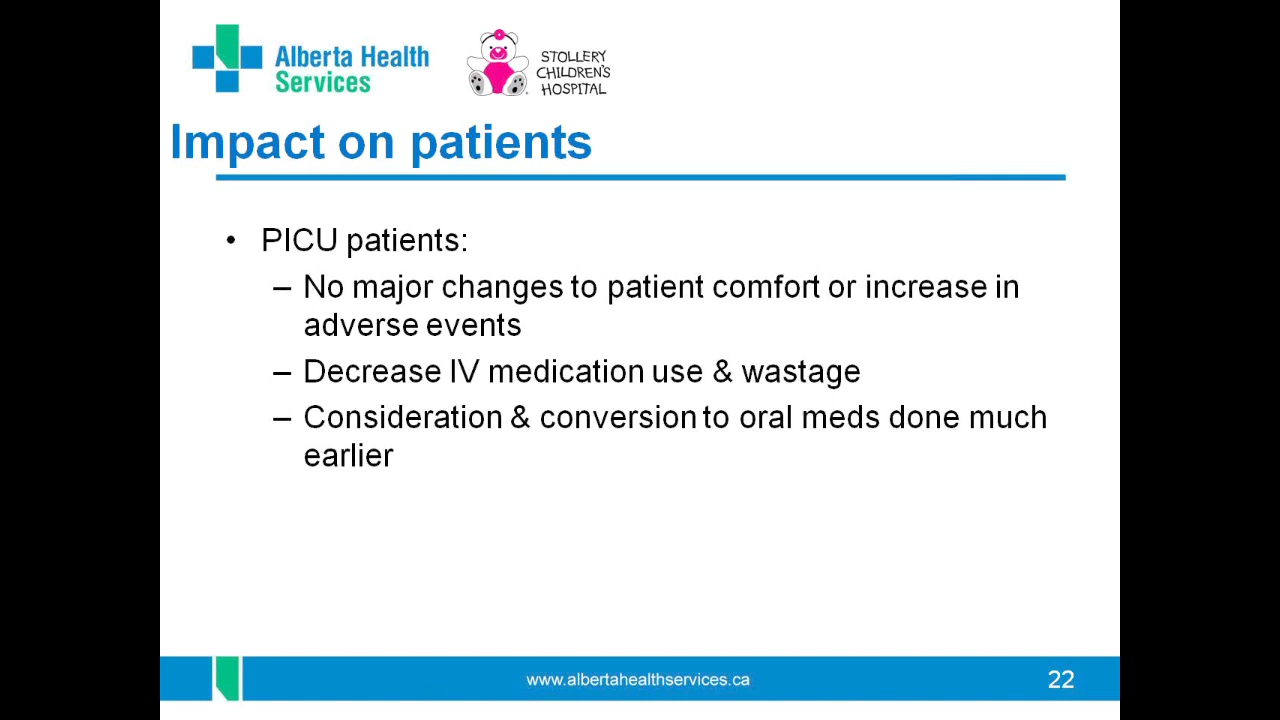 Alberta Health
Services
STOLLERY
CHILDREN'S
HOSPITAL
Impact on patients
• PICU patients:
– No major changes to patient comfort or increase in
adverse events
– Decrease IV medication use & wastage
– Consideration & conversion to oral meds done much
earlier
www.albertahealthservices.ca
22